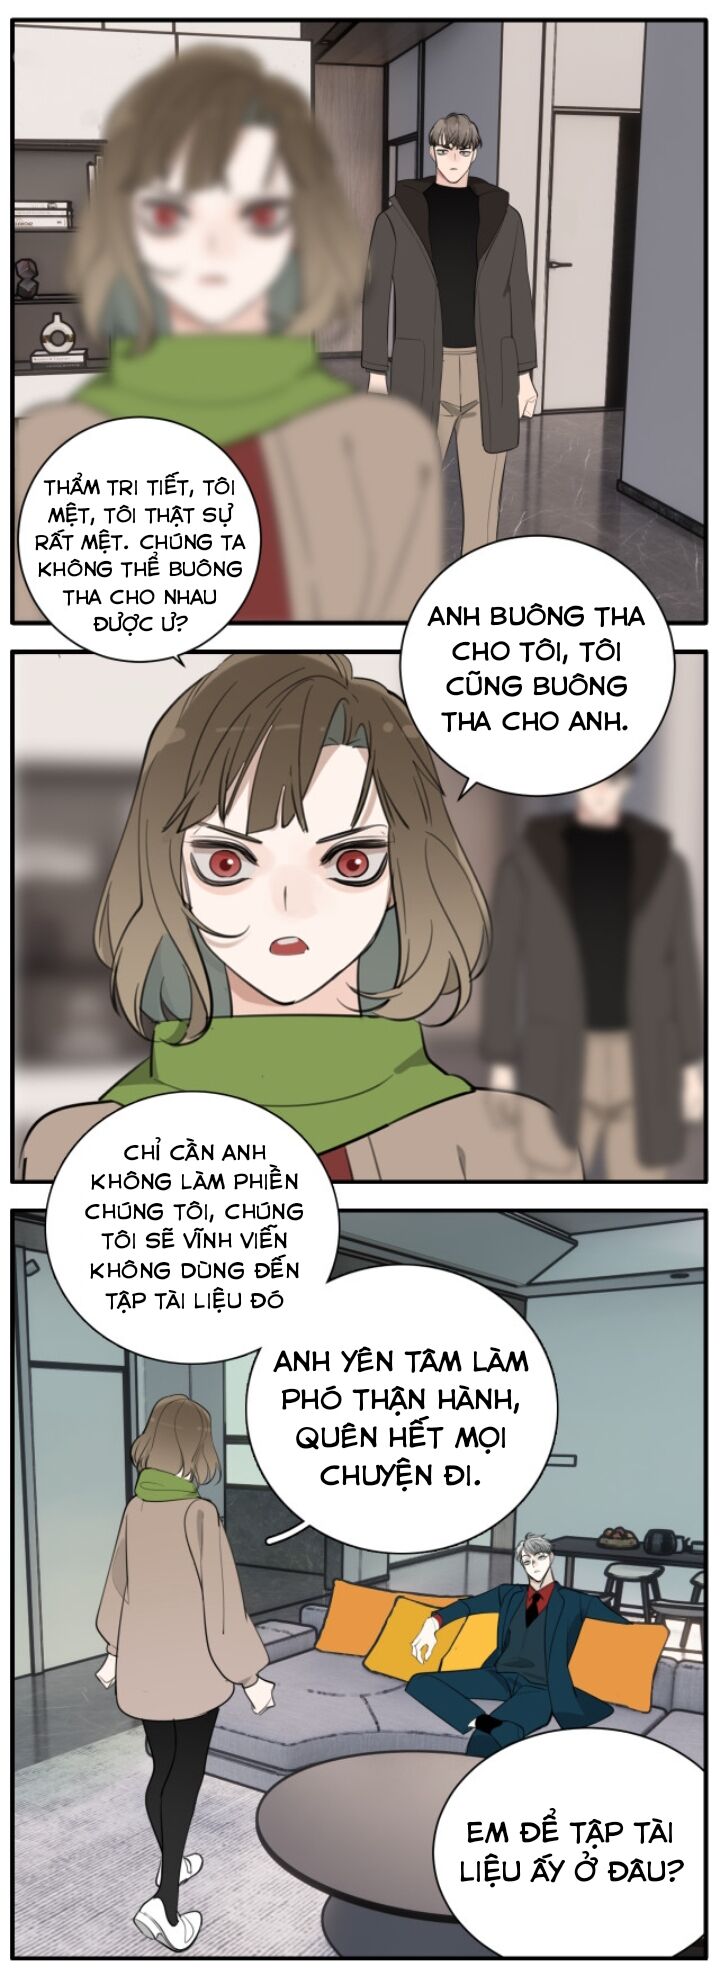 THẨM TRI TIẾT, TÔI
MỆT, TÔI THẬT SỰ
RẤT MỆT. CHÚNG TA
KHÔNG THỂ BUÔNG
THA CHO NHAU
ĐƯỢC Ư?
ANH BUÔNG THA
CHO TÔI, TÔI
CŨNG BUÔNG
THA CHO ANH.
CHỈ CẦN ANH
KHÔNG LÀM PHIỀN
CHÚNG TÔI, CHÚNG
TÔI SẼ VĨNH VIỄN
KHÔNG DÙNG ĐẾN
TẬP TÀI LIỆU ĐÓ
ANH YÊN TÂM LÀM
PHÓ THẬN HÀNH,
QUÊN HẾT MỌI
CHUYỆN ĐI.
EM ĐỂ TẬP TÀI
LIỆU ẤY Ở ĐÂU?